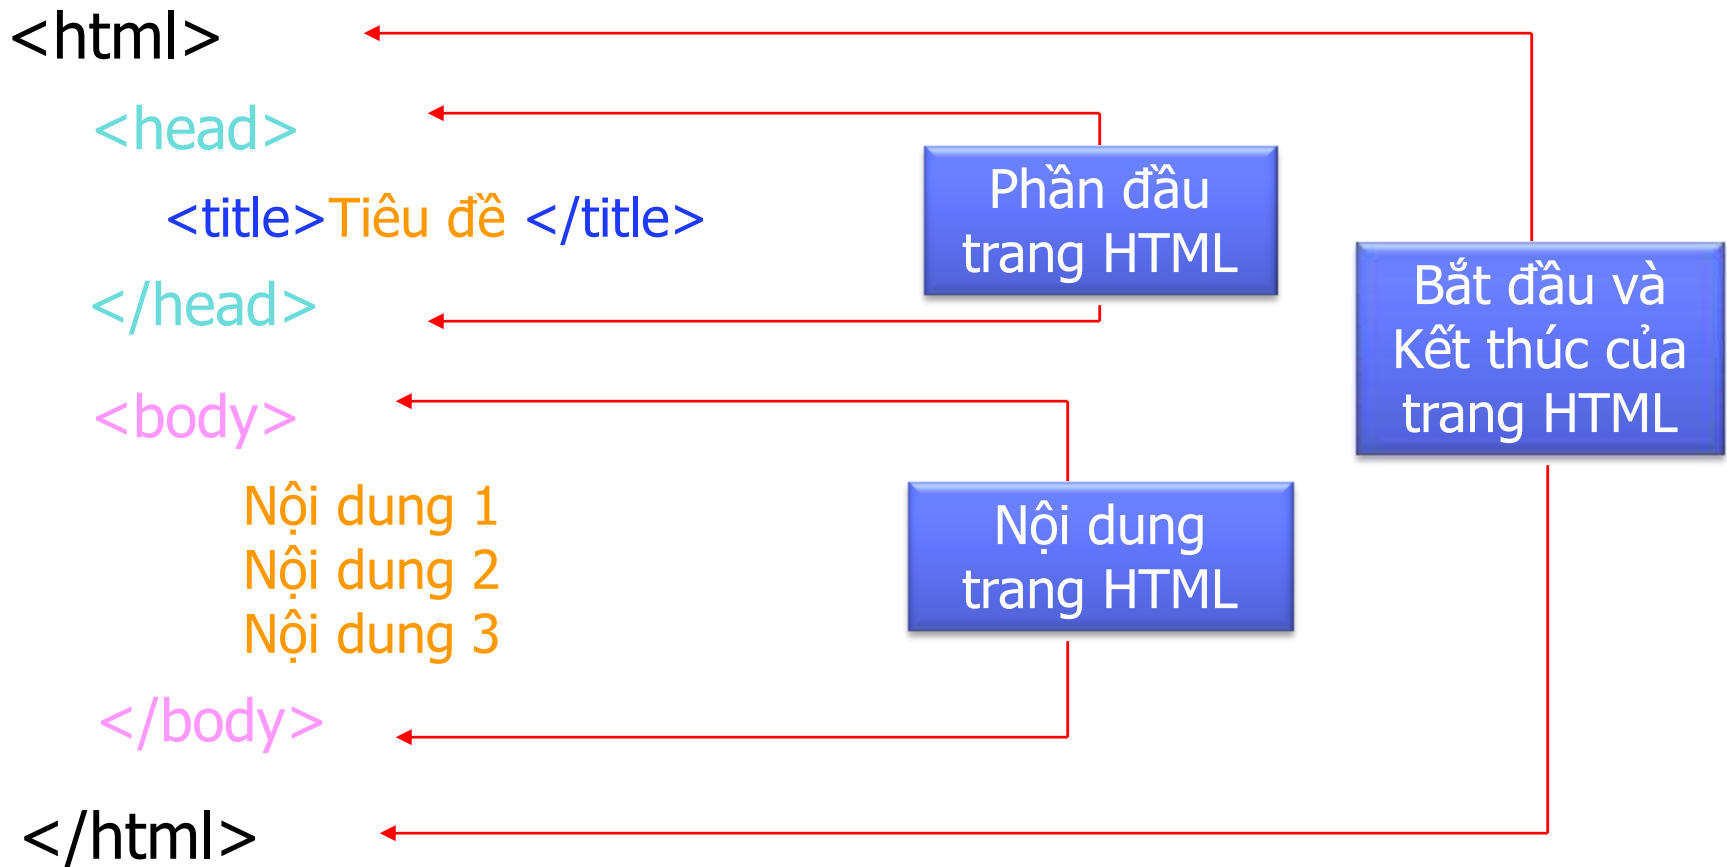 <html>
<head>
<title>Tiêu đề </title>
</head>
<body>
Nội dung 1
Nội dung 2
Nội dung 3
</body>
</html>
Phần đầu
trang HTML
Nội dung
trang HTML
Bắt đầu và
Kết thúc của
trang HTML